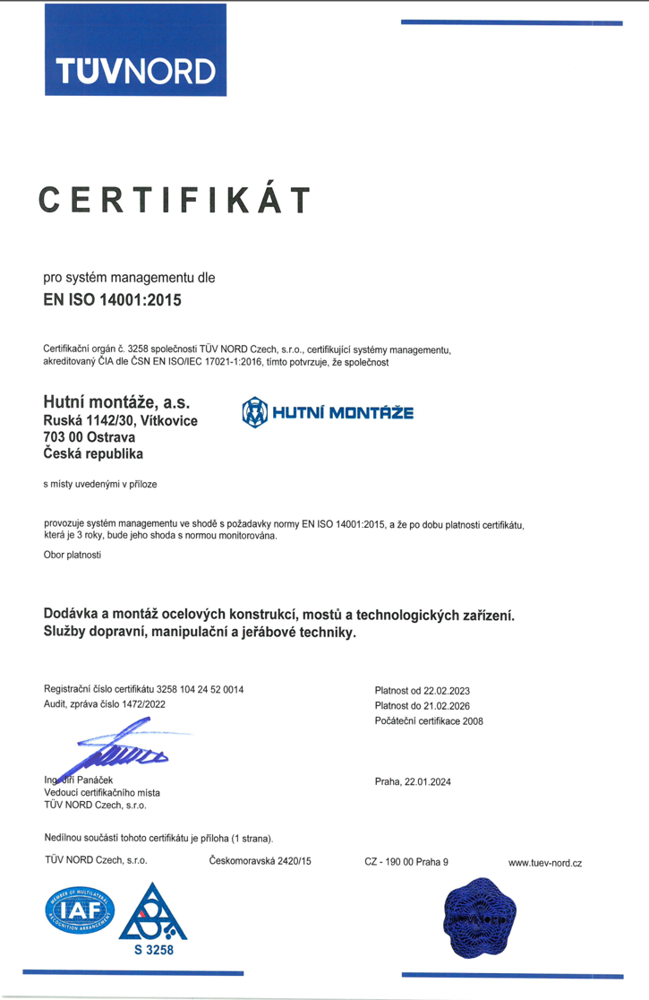 TÜVNORD
CERTIFIKÁT
pro systém managementu dle
EN ISO 14001:2015
Certifikační orgán č. 3258 společnosti TÜV NORD Czech, s.r.o., certifikující systémy managementu,
akreditovaný ČIA dle ČSN EN ISO/IEC 17021-1:2016, tímto potvrzuje, že společnost
Hutní montáže, a.s.
Ruská 1142/30, Vítkovice
703 00 Ostrava
Česká republika
HUTNÍ MONTÁŽE
s místy uvedenými v příloze
provozuje systém managementu ve shodě s požadavky normy EN ISO 14001:2015, a že po dobu platnosti certifikátu,
která je 3 roky, bude jeho shoda s normou monitorována.
Obor platnosti
Dodávka a montáž ocelových konstrukcí, mostů a technologických zařízení.
Služby dopravní, manipulační a jeřábové techniky.
Registrační číslo certifikátu 3258 104 24 52 0014
Audit, zpráva číslo 1472/2022
Platnost od 22.02.2023
Platnost do 21.02.2026
Počáteční certifikace 2008
Ing. Jiří Panáček
Vedoucí certifikačního místa
TÜV NORD Czech, s.r.o.
Praha, 22.01.2024
Nedílnou součástí tohoto certifikátu je příloha (1 strana).
TÜV NORD Czech, s.r.o. Českomoravská 2420/15 CZ - 190 00 Praha 9 www.tuev-nord.cz
MEMBER OF MULTILATERAL
IAF
RECOGNITION ARRANGEMENT
S 3258